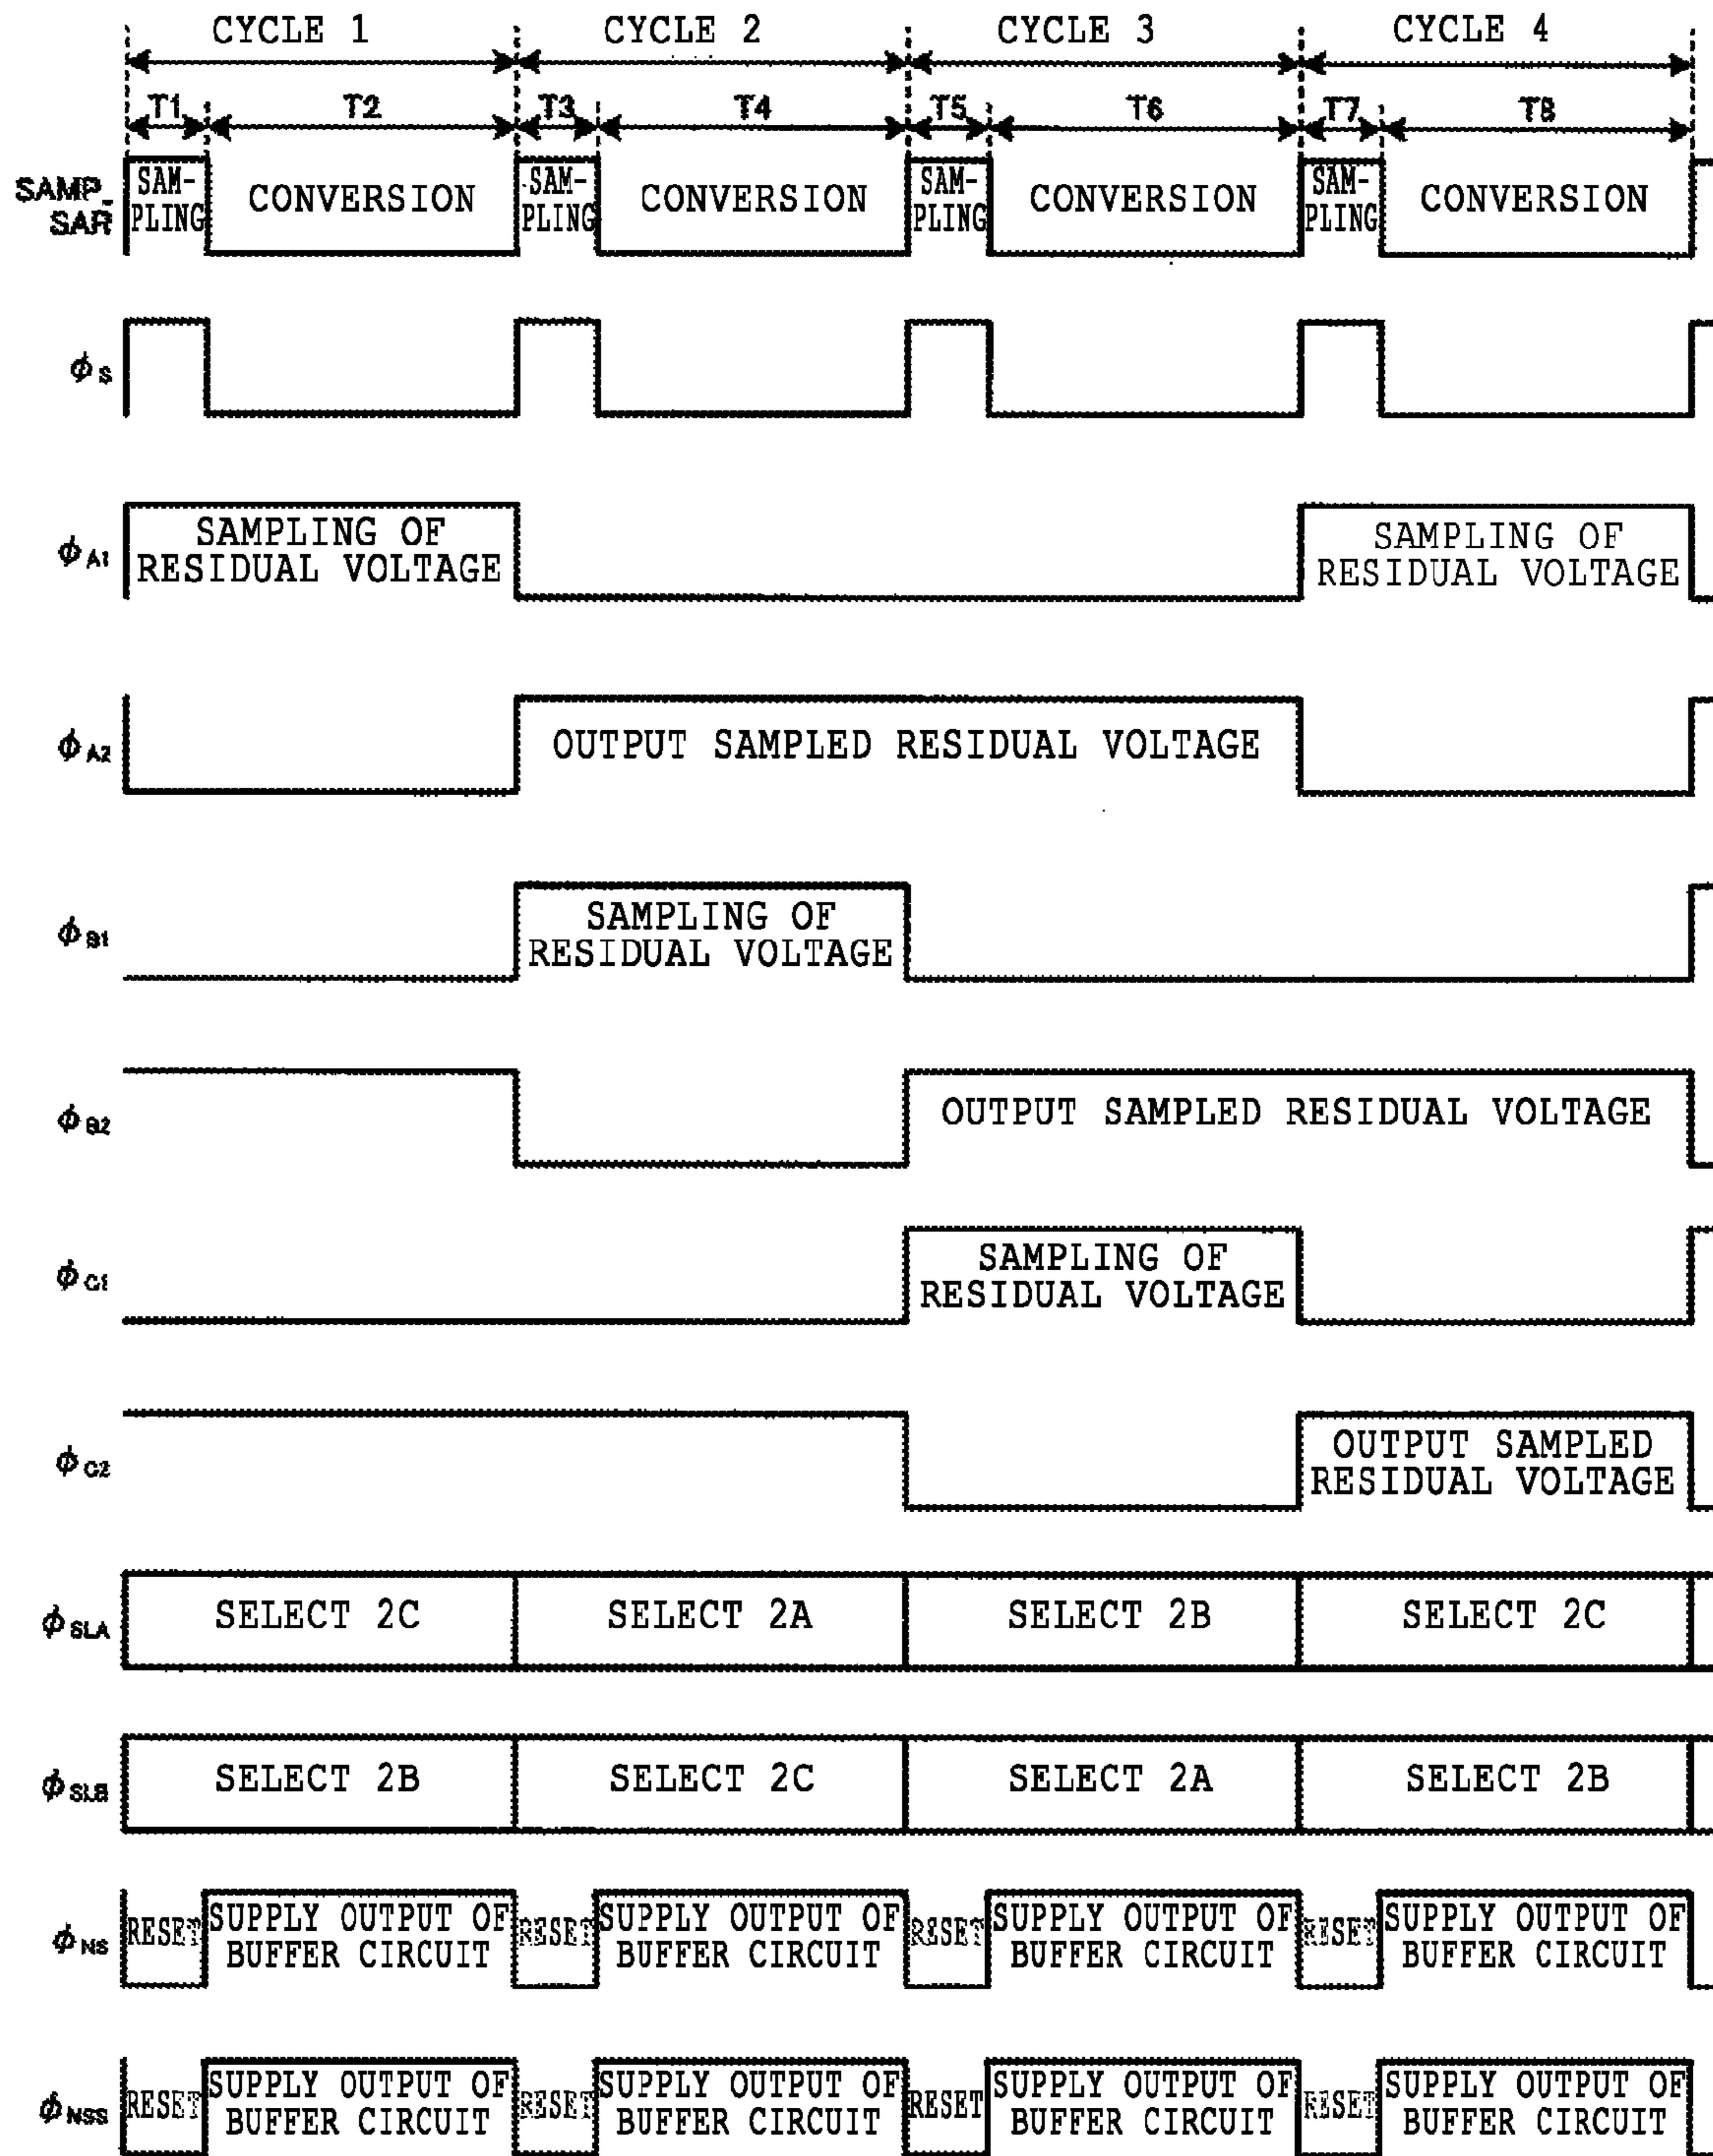 CYCLE 1 CYCLE 2 CYCLE 3 CYCLE 4
T1 T2 T3 T4 T5 T6 T7 T8
SAMP_
SAR
SAM-
PLING
CONVERSION
SAM-
PLING
CONVERSION
SAM-
PLING
CONVERSION
SAM-
PLING
CONVERSION
ϕS
ϕA1
SAMPLING OF
RESIDUAL VOLTAGE
SAMPLING OF
RESIDUAL VOLTAGE
ϕA2
OUTPUT SAMPLED RESIDUAL VOLTAGE
ϕB1
SAMPLING OF
RESIDUAL VOLTAGE
ϕB2
OUTPUT SAMPLED RESIDUAL VOLTAGE
ϕC1
SAMPLING OF
RESIDUAL VOLTAGE
ϕC2
OUTPUT SAMPLED
RESIDUAL VOLTAGE
ϕSLA
SELECT 2C SELECT 2A SELECT 2B SELECT 2C
ϕSLB
SELECT 2B SELECT 2C SELECT 2A SELECT 2B
ϕNS
RESET
SUPPLY OUTPUT OF
BUFFER CIRCUIT
RESET
SUPPLY OUTPUT OF
BUFFER CIRCUIT
RESET
SUPPLY OUTPUT OF
BUFFER CIRCUIT
RESET
SUPPLY OUTPUT OF
BUFFER CIRCUIT
ϕNSS
RESET
SUPPLY OUTPUT OF
BUFFER CIRCUIT
RESET
SUPPLY OUTPUT OF
BUFFER CIRCUIT
RESET
SUPPLY OUTPUT OF
BUFFER CIRCUIT
RESET
SUPPLY OUTPUT OF
BUFFER CIRCUIT